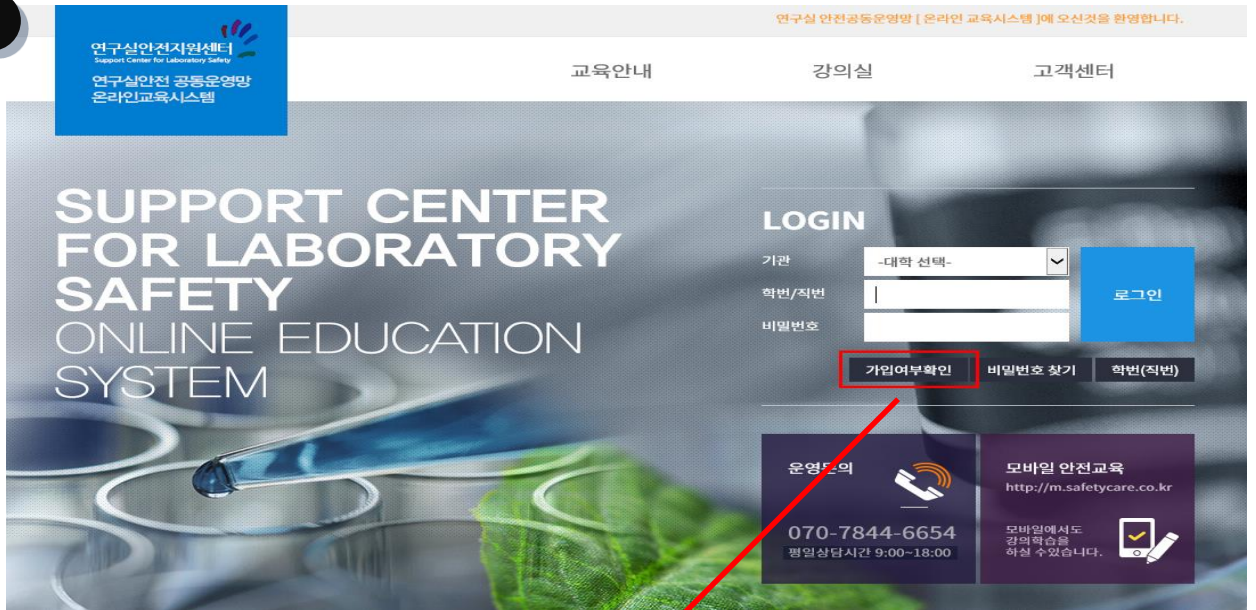 연구실 안전공동운영망 [ 온라인 교육시스템 ]에 오신것을 환영합니다.
연구실안전지원센터
Support Center for Laboratory Safety
연구실안전 공동운영망
온라인교육시스템
교육안내
강의실
고객센터
SUPPORT CENTER
FOR LABORATORY
SAFETY
ONLINE EDUCATION
SYSTEM
LOGIN
기관
-대학 선택-
학번/직번
비밀번호
로그인
가입여부확인
비밀번호 찾기
학번(직번)
운영문의
070-7844-6654
평일상담시간 9:00~18:00
모바일 안전교육
http://m.safetycare.co.kr
모바일에서도
강의학습을
하실 수있습니다.